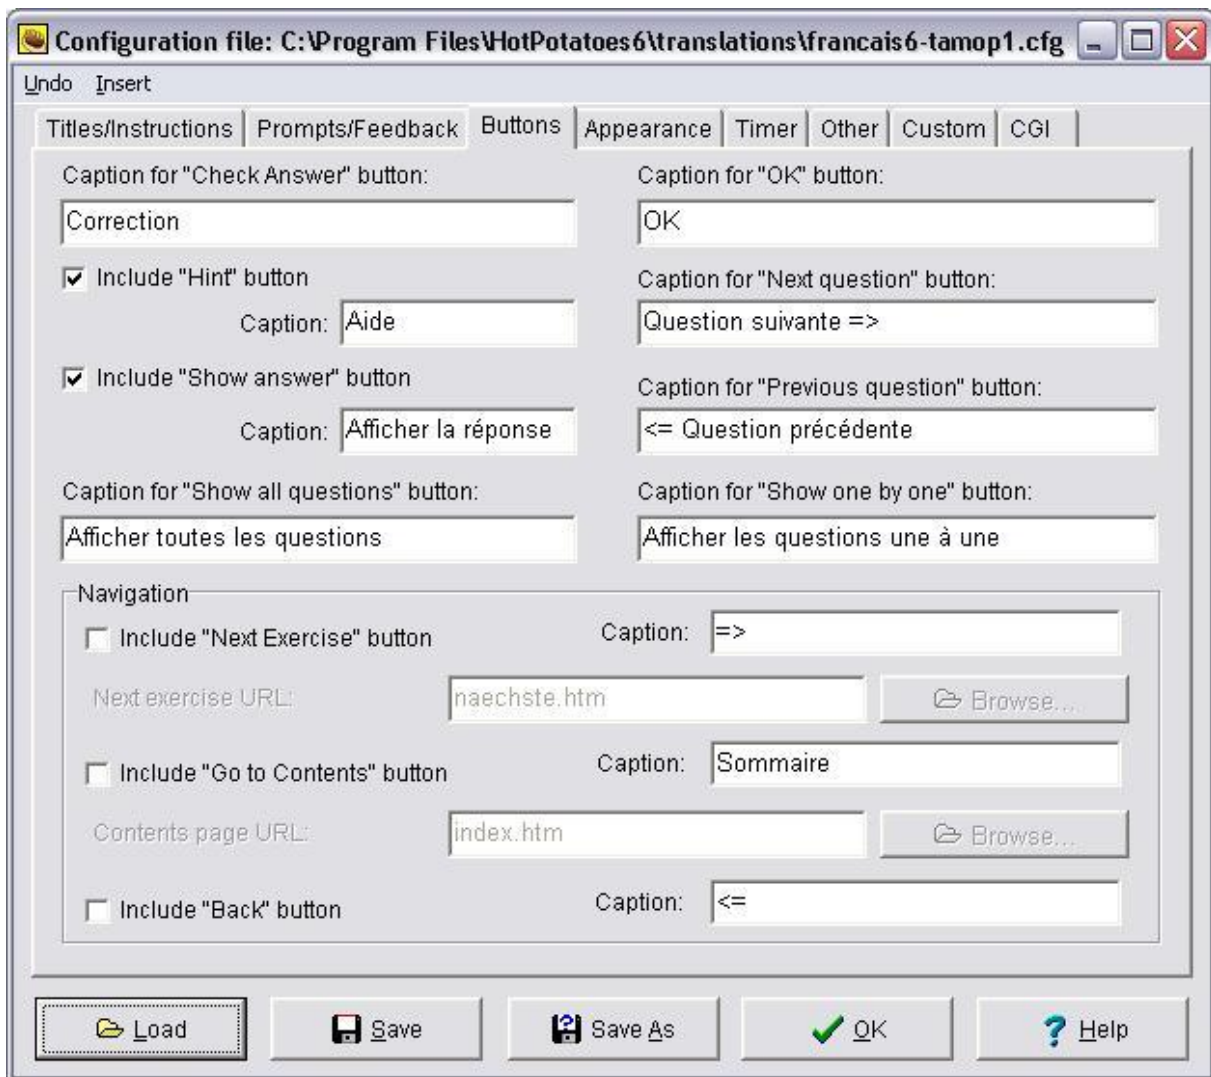 Configuration file: C:\Program Files\HotPotatoes6\translations\francais6-tamop1.cfg
Undo Insert
Titles/Instructions Prompts/Feedback Buttons Appearance Timer Other Custom CGI
Caption for "Check Answer" button: Caption for "OK" button:
Correction OK
Include "Hint" button Caption for "Next question" button:
Caption: Aide Question suivante =>
Include "Show answer" button Caption for "Previous question" button:
Caption: Afficher la réponse <= Question précédente
Caption for "Show all questions" button: Caption for "Show one by one" button:
Afficher toutes les questions Afficher les questions une à une
Navigation
Include "Next Exercise" button Caption: =>
Next exercise URL: naechste.htm Browse...
Include "Go to Contents" button Caption: Sommaire
Contents page URL: index.htm Browse...
Include "Back" button Caption: <=
Load Save Save As OK Help